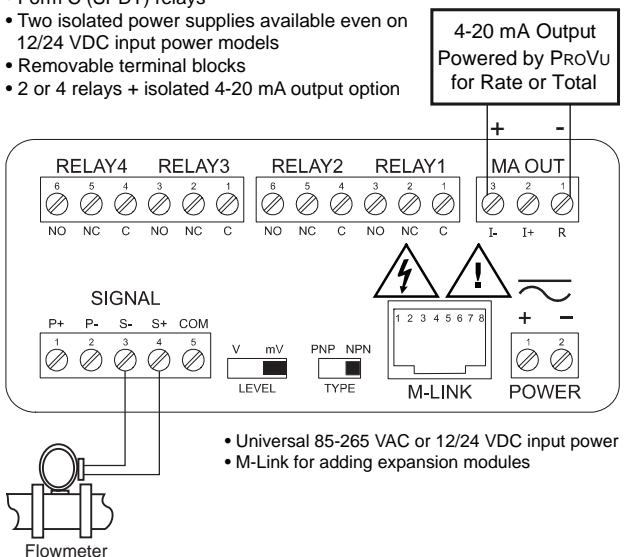 • Form C (SPDT) relays
• Two isolated power supplies available even on
12/24 VDC input power models
• Removable terminal blocks
• 2 or 4 relays + isolated 4-20 mA output option
4-20 mA Output
Powered by PROVU
for Rate or Total
+ -
RELAY4 RELAY3 RELAY2 RELAY1 MA OUT
6 5 4 3 2 1 6 5 4 3 2 1 3 2 1
NO NC C NO NC C NO NC C NO NC C I- I+ R
SIGNAL
P+ P- S- S+ COM
1 2 3 4 5
V mV
LEVEL
PNP NPN
TYPE
1 2 3 4 5 6 7 8
M-LINK
+ −
1 2
POWER
• Universal 85-265 VAC or 12/24 VDC input power
• M-Link for adding expansion modules
Flowmeter